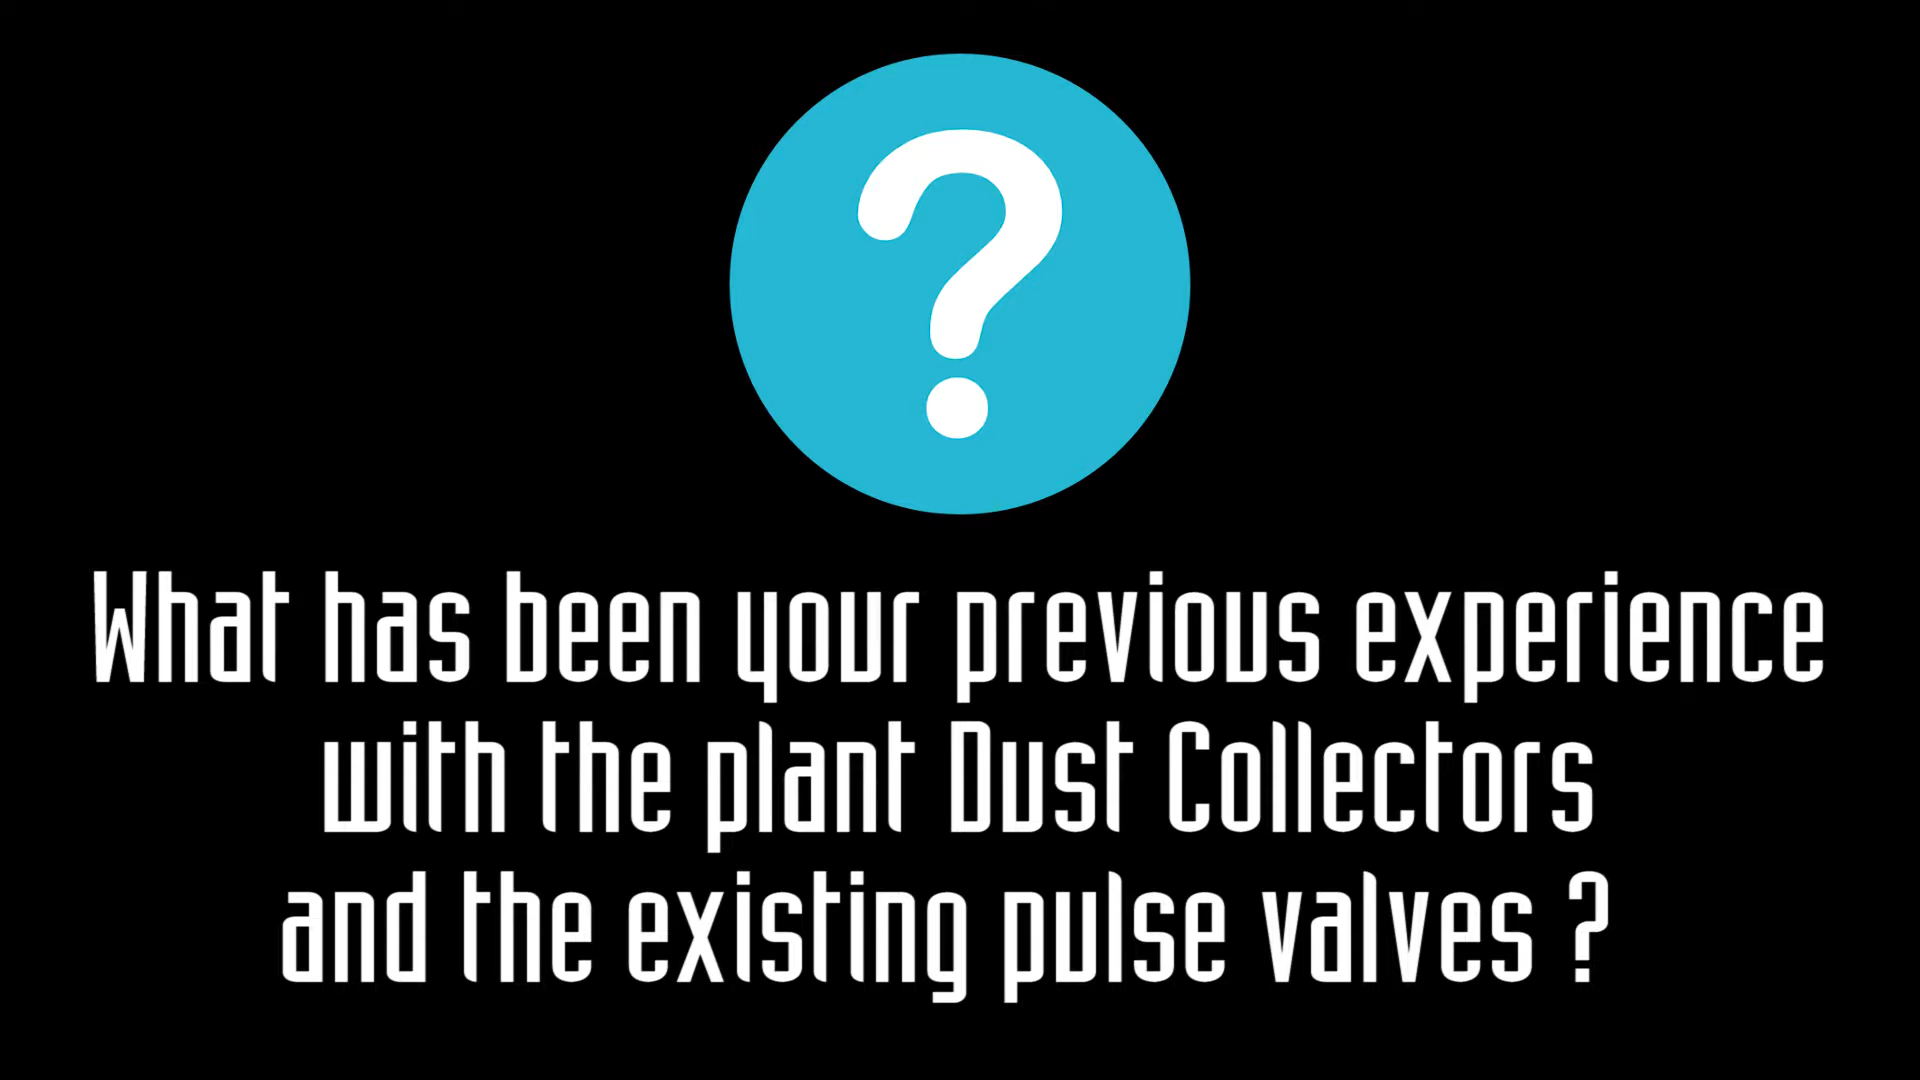 ?
What has been your previous experience
with the plant Dust Collectors
and the existing pulse valves ?